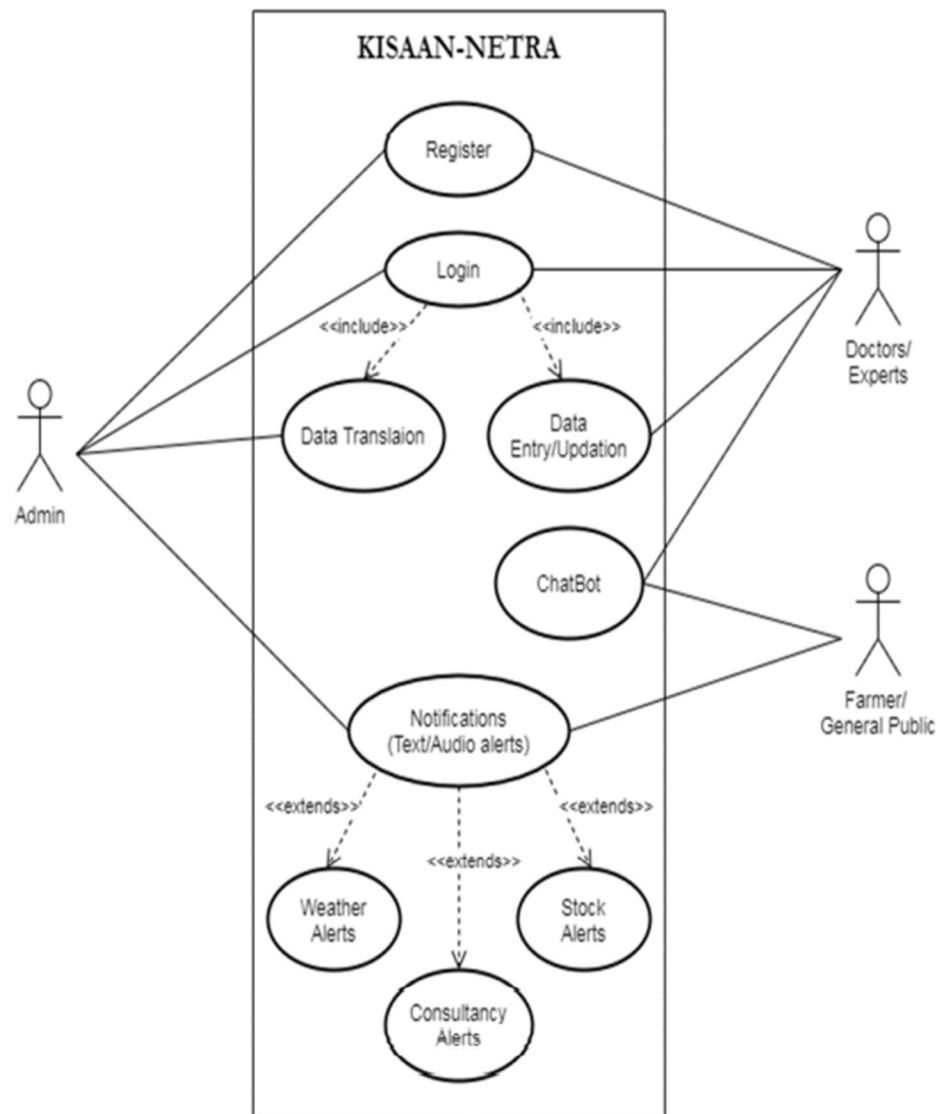 KISAAN-NETRA
Register
Login
<<include>>
<<include>>
Doctors/
Experts
Data Translaion
Data
Entry/Updation
Admin
ChatBot
Farmer/
General Public
Notifications
(Text/Audio alerts)
<<extends>>
<<extends>>
<<extends>>
Weather
Alerts
Stock
Alerts
Consultancy
Alerts